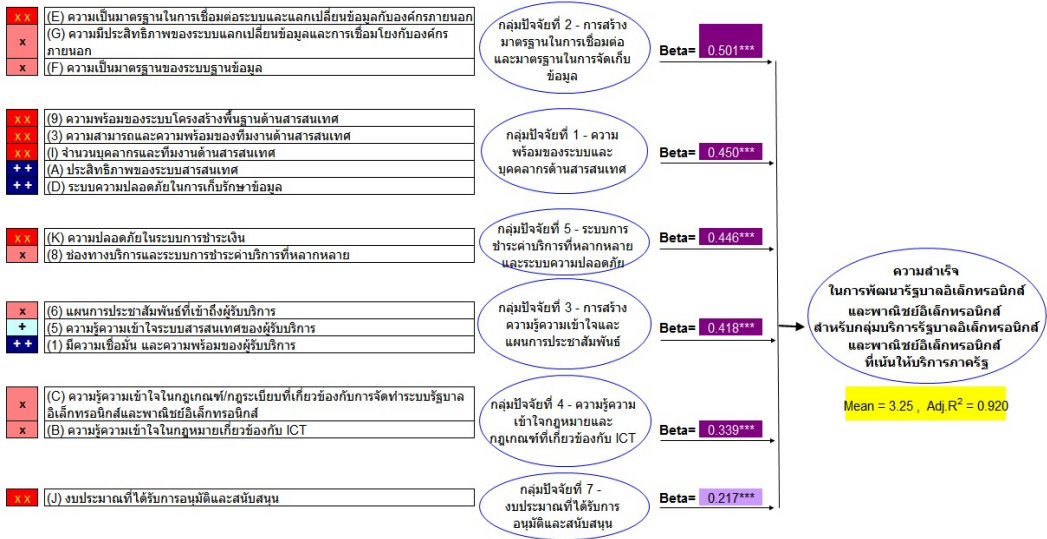 x x (E) ความเป็นมาตรฐานในการเชื่อมต่อระบบและแลกเปลี่ยนข้อมูลกับองค์กรภายนอก
x (G) ความมีประสิทธิภาพของระบบแลกเปลี่ยนข้อมูลและการเชื่อมโยงกับองค์กร
ภายนอก
x (F) ความเป็นมาตรฐานของระบบฐานข้อมูล
กลุ่มปัจจัยที่ 2 - การสร้าง
มาตรฐานในการเชื่อมต่อ
และมาตรฐานในการจัดเก็บ
ข้อมูล
Beta= 0.501***
x x (9) ความพร้อมของระบบโครงสร้างพื้นฐานด้านสารสนเทศ
x x (3) ความสามารถและความพร้อมของทีมงานด้านสารสนเทศ
x x (I) จำนวนบุคลากรและทีมงานด้านสารสนเทศ
+ + (A) ประสิทธิภาพของระบบสารสนเทศ
+ + (D) ระบบความปลอดภัยในการเก็บรักษาข้อมูล
กลุ่มปัจจัยที่ 1 - ความ
พร้อมของระบบและ
บุคคลากรด้านสารสนเทศ
Beta= 0.450***
x x (K) ความปลอดภัยในระบบการชำระเงิน
x (8) ช่องทางบริการและระบบการชำระค่าบริการที่หลากหลาย
กลุ่มปัจจัยที่ 5 - ระบบการ
ชำระค่าบริการที่หลากหลาย
และระบบความปลอดภัย
Beta= 0.446***
x (6) แผนการประชาสัมพันธ์ที่เข้าถึงผู้รับบริการ
+ (5) ความรู้ความเข้าใจระบบสารสนเทศของผู้รับบริการ
+ + (1) มีความเชื่อมั่น และความพร้อมของผู้รับบริการ
กลุ่มปัจจัยที่ 3 - การสร้าง
ความรู้ความเข้าใจและ
แผนการประชาสัมพันธ์
Beta= 0.418***
x (C) ความรู้ความเข้าใจในกฎเกณฑ์/กฎระเบียบที่เกี่ยวข้องกับการจัดทำระบบรัฐบาล
อิเล็กทรอนิกส์และพาณิชย์อิเล็กทรอนิกส์
x (B) ความรู้ความเข้าใจในกฎหมายเกี่ยวข้องกับ ICT
กลุ่มปัจจัยที่ 4 - ความรู้ความ
เข้าใจกฎหมายและ
กฎเกณฑ์ที่เกี่ยวข้องกับ ICT
Beta= 0.339***
x x (J) งบประมาณที่ได้รับการอนุมัติและสนับสนุน
กลุ่มปัจจัยที่ 7 -
งบประมาณที่ได้รับการ
อนุมัติและสนับสนุน
Beta= 0.217***
ความสำเร็จ
ในการพัฒนารัฐบาลอิเล็กทรอนิกส์
และพาณิชย์อิเล็กทรอนิกส์
สำหรับกลุ่มบริการรัฐบาลอิเล็กทรอนิกส์
และพาณิชย์อิเล็กทรอนิกส์
ที่เน้นให้บริการภาครัฐ
Mean = 3.25 , Adj.R² = 0.920